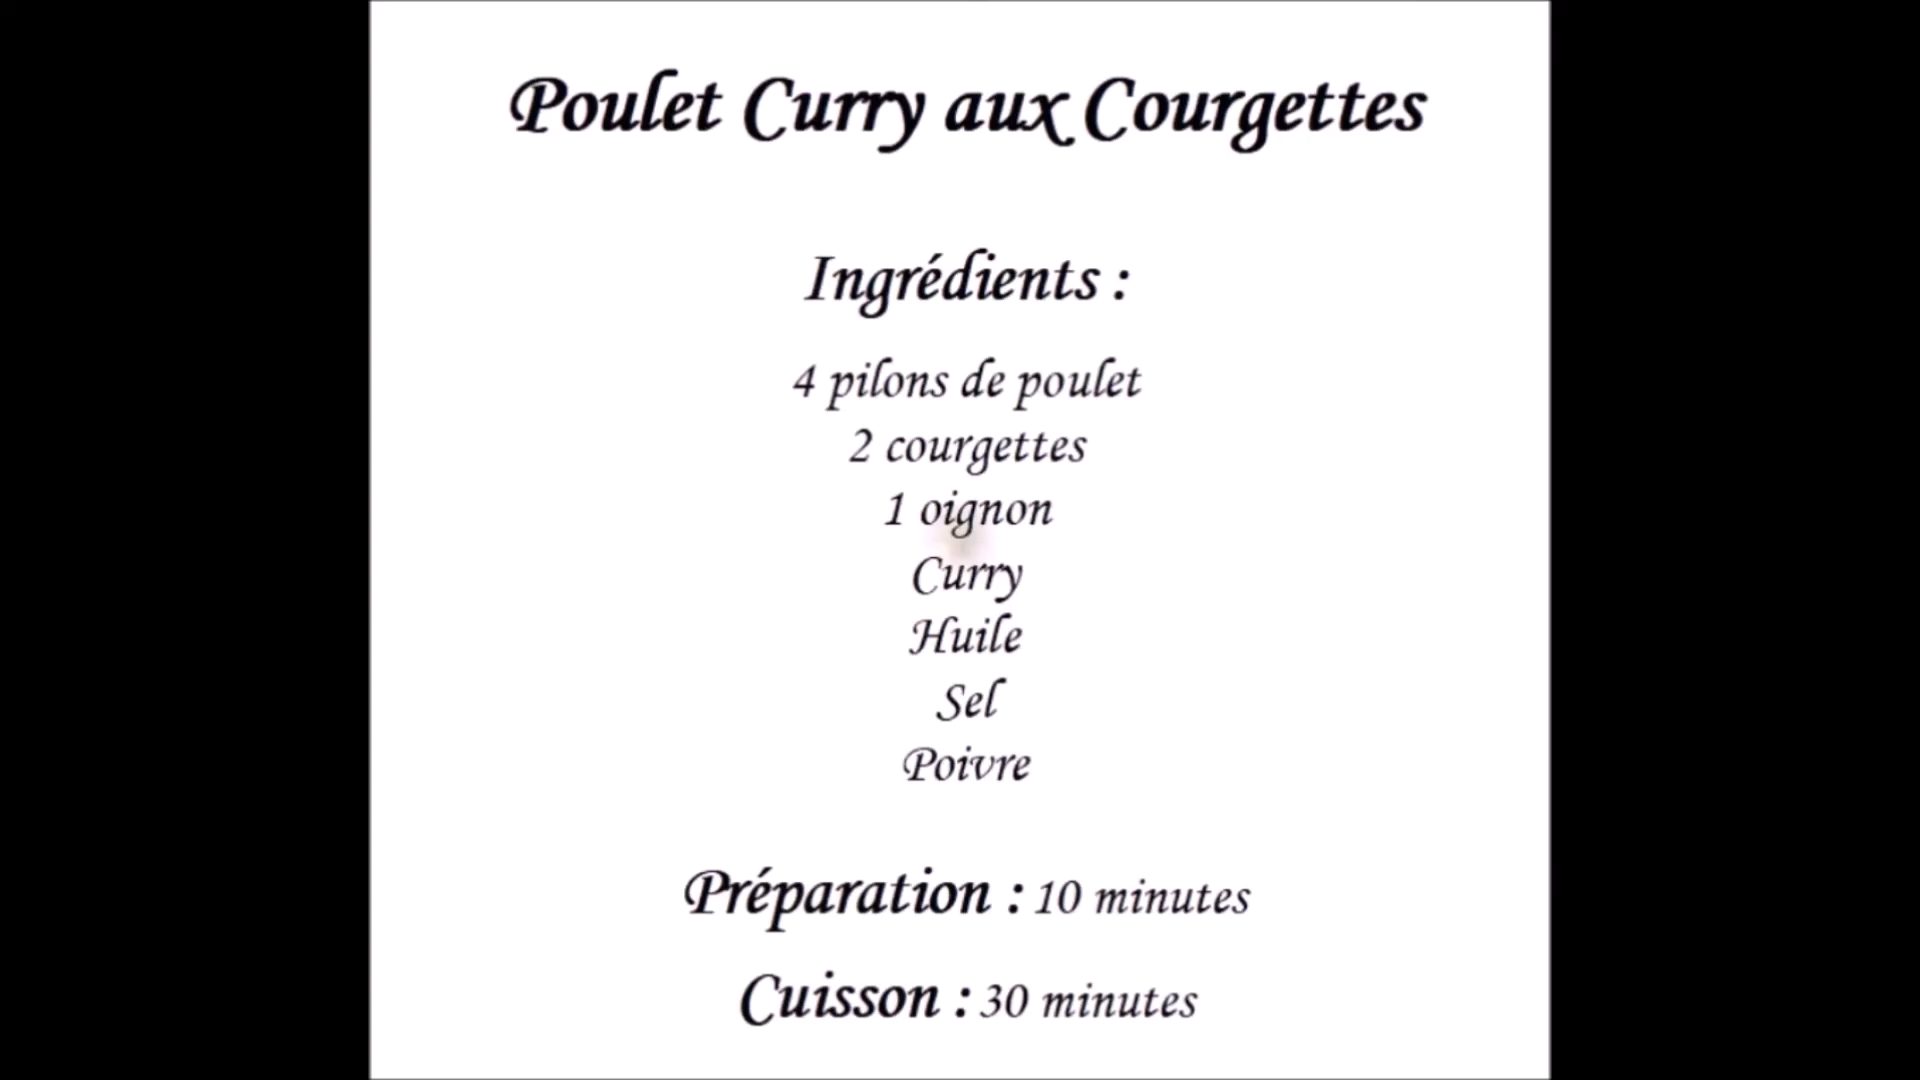 Poulet Curry aux Courgettes
Ingrédients :
4 pilons de poulet
2 courgettes
1 oignon
Curry
Huile
Sel
Poivre
Préparation : 10 minutes
Cuisson : 30 minutes